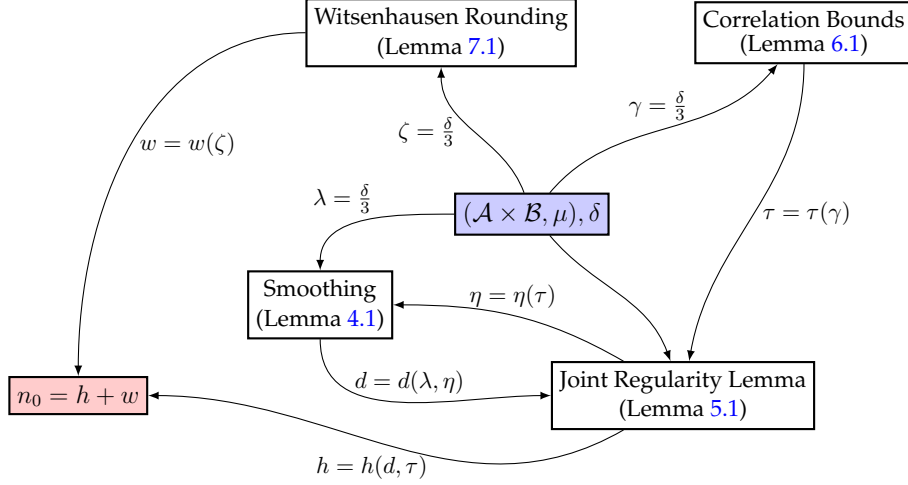 Witsenhausen Rounding
(Lemma 7.1)
Correlation Bounds
(Lemma 6.1)
w = w(ζ)
ζ = δ/3
γ = δ/3
λ = δ/3
(𝒜 × ℬ, μ), δ
τ = τ(γ)
Smoothing
(Lemma 4.1)
η = η(τ)
d = d(λ, η)
Joint Regularity Lemma
(Lemma 5.1)
n₀ = h + w
h = h(d, τ)